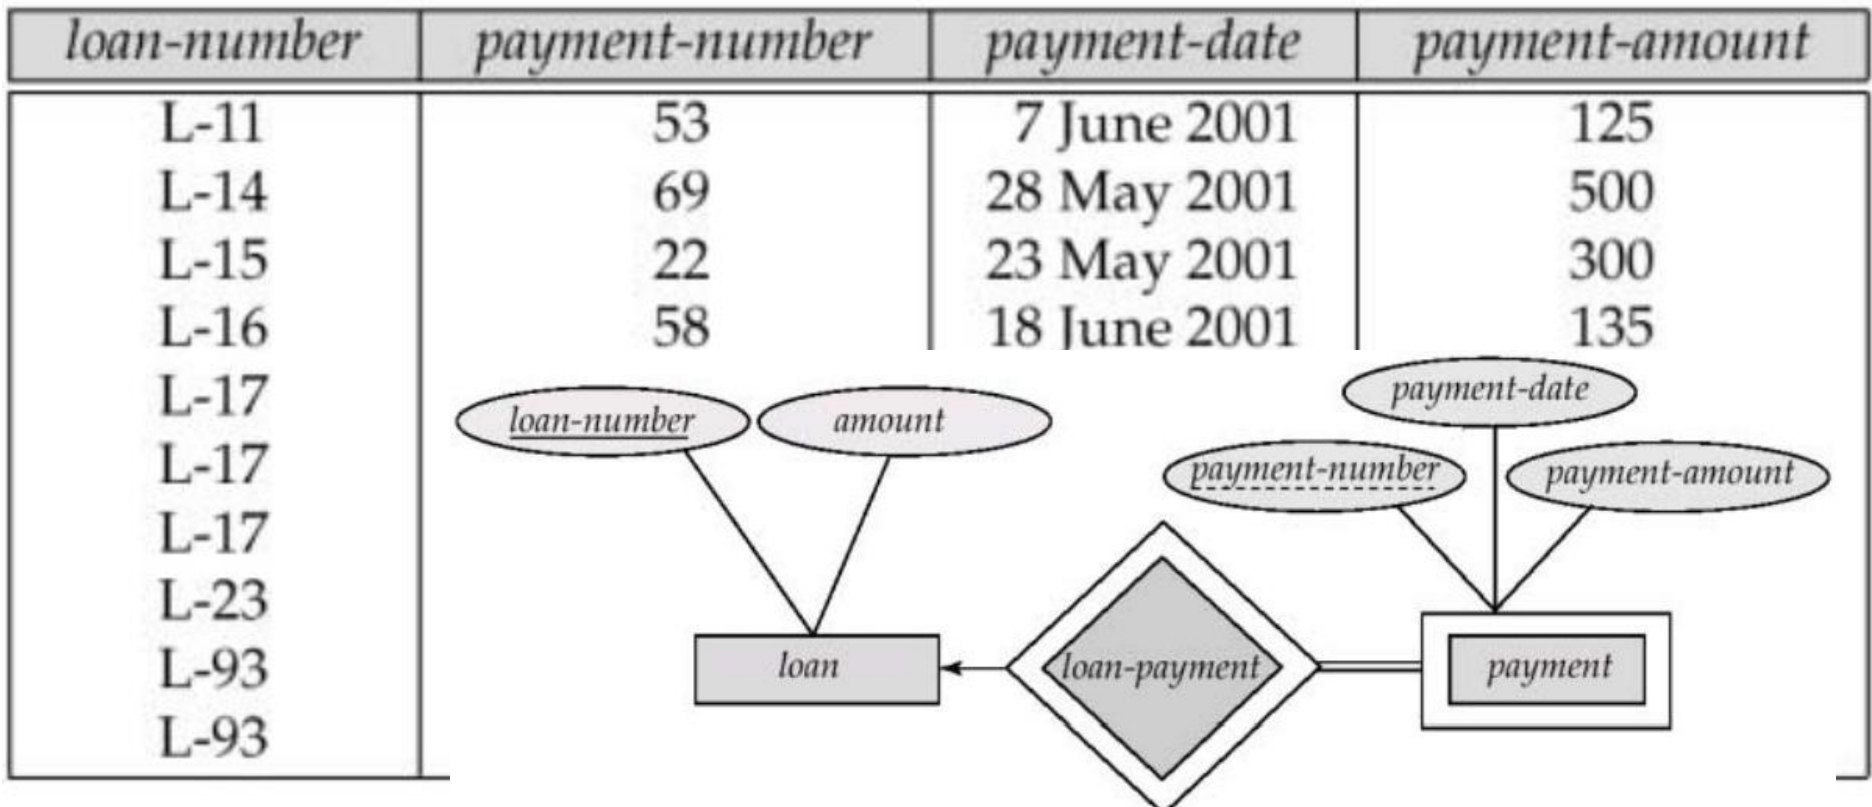 loan-number payment-number payment-date payment-amount
L-11 53 7 June 2001 125
L-14 69 28 May 2001 500
L-15 22 23 May 2001 300
L-16 58 18 June 2001 135
L-17
L-17
L-17
L-23
L-93
L-93
loan-number amount
payment-date
payment-number payment-amount
loan loan-payment payment